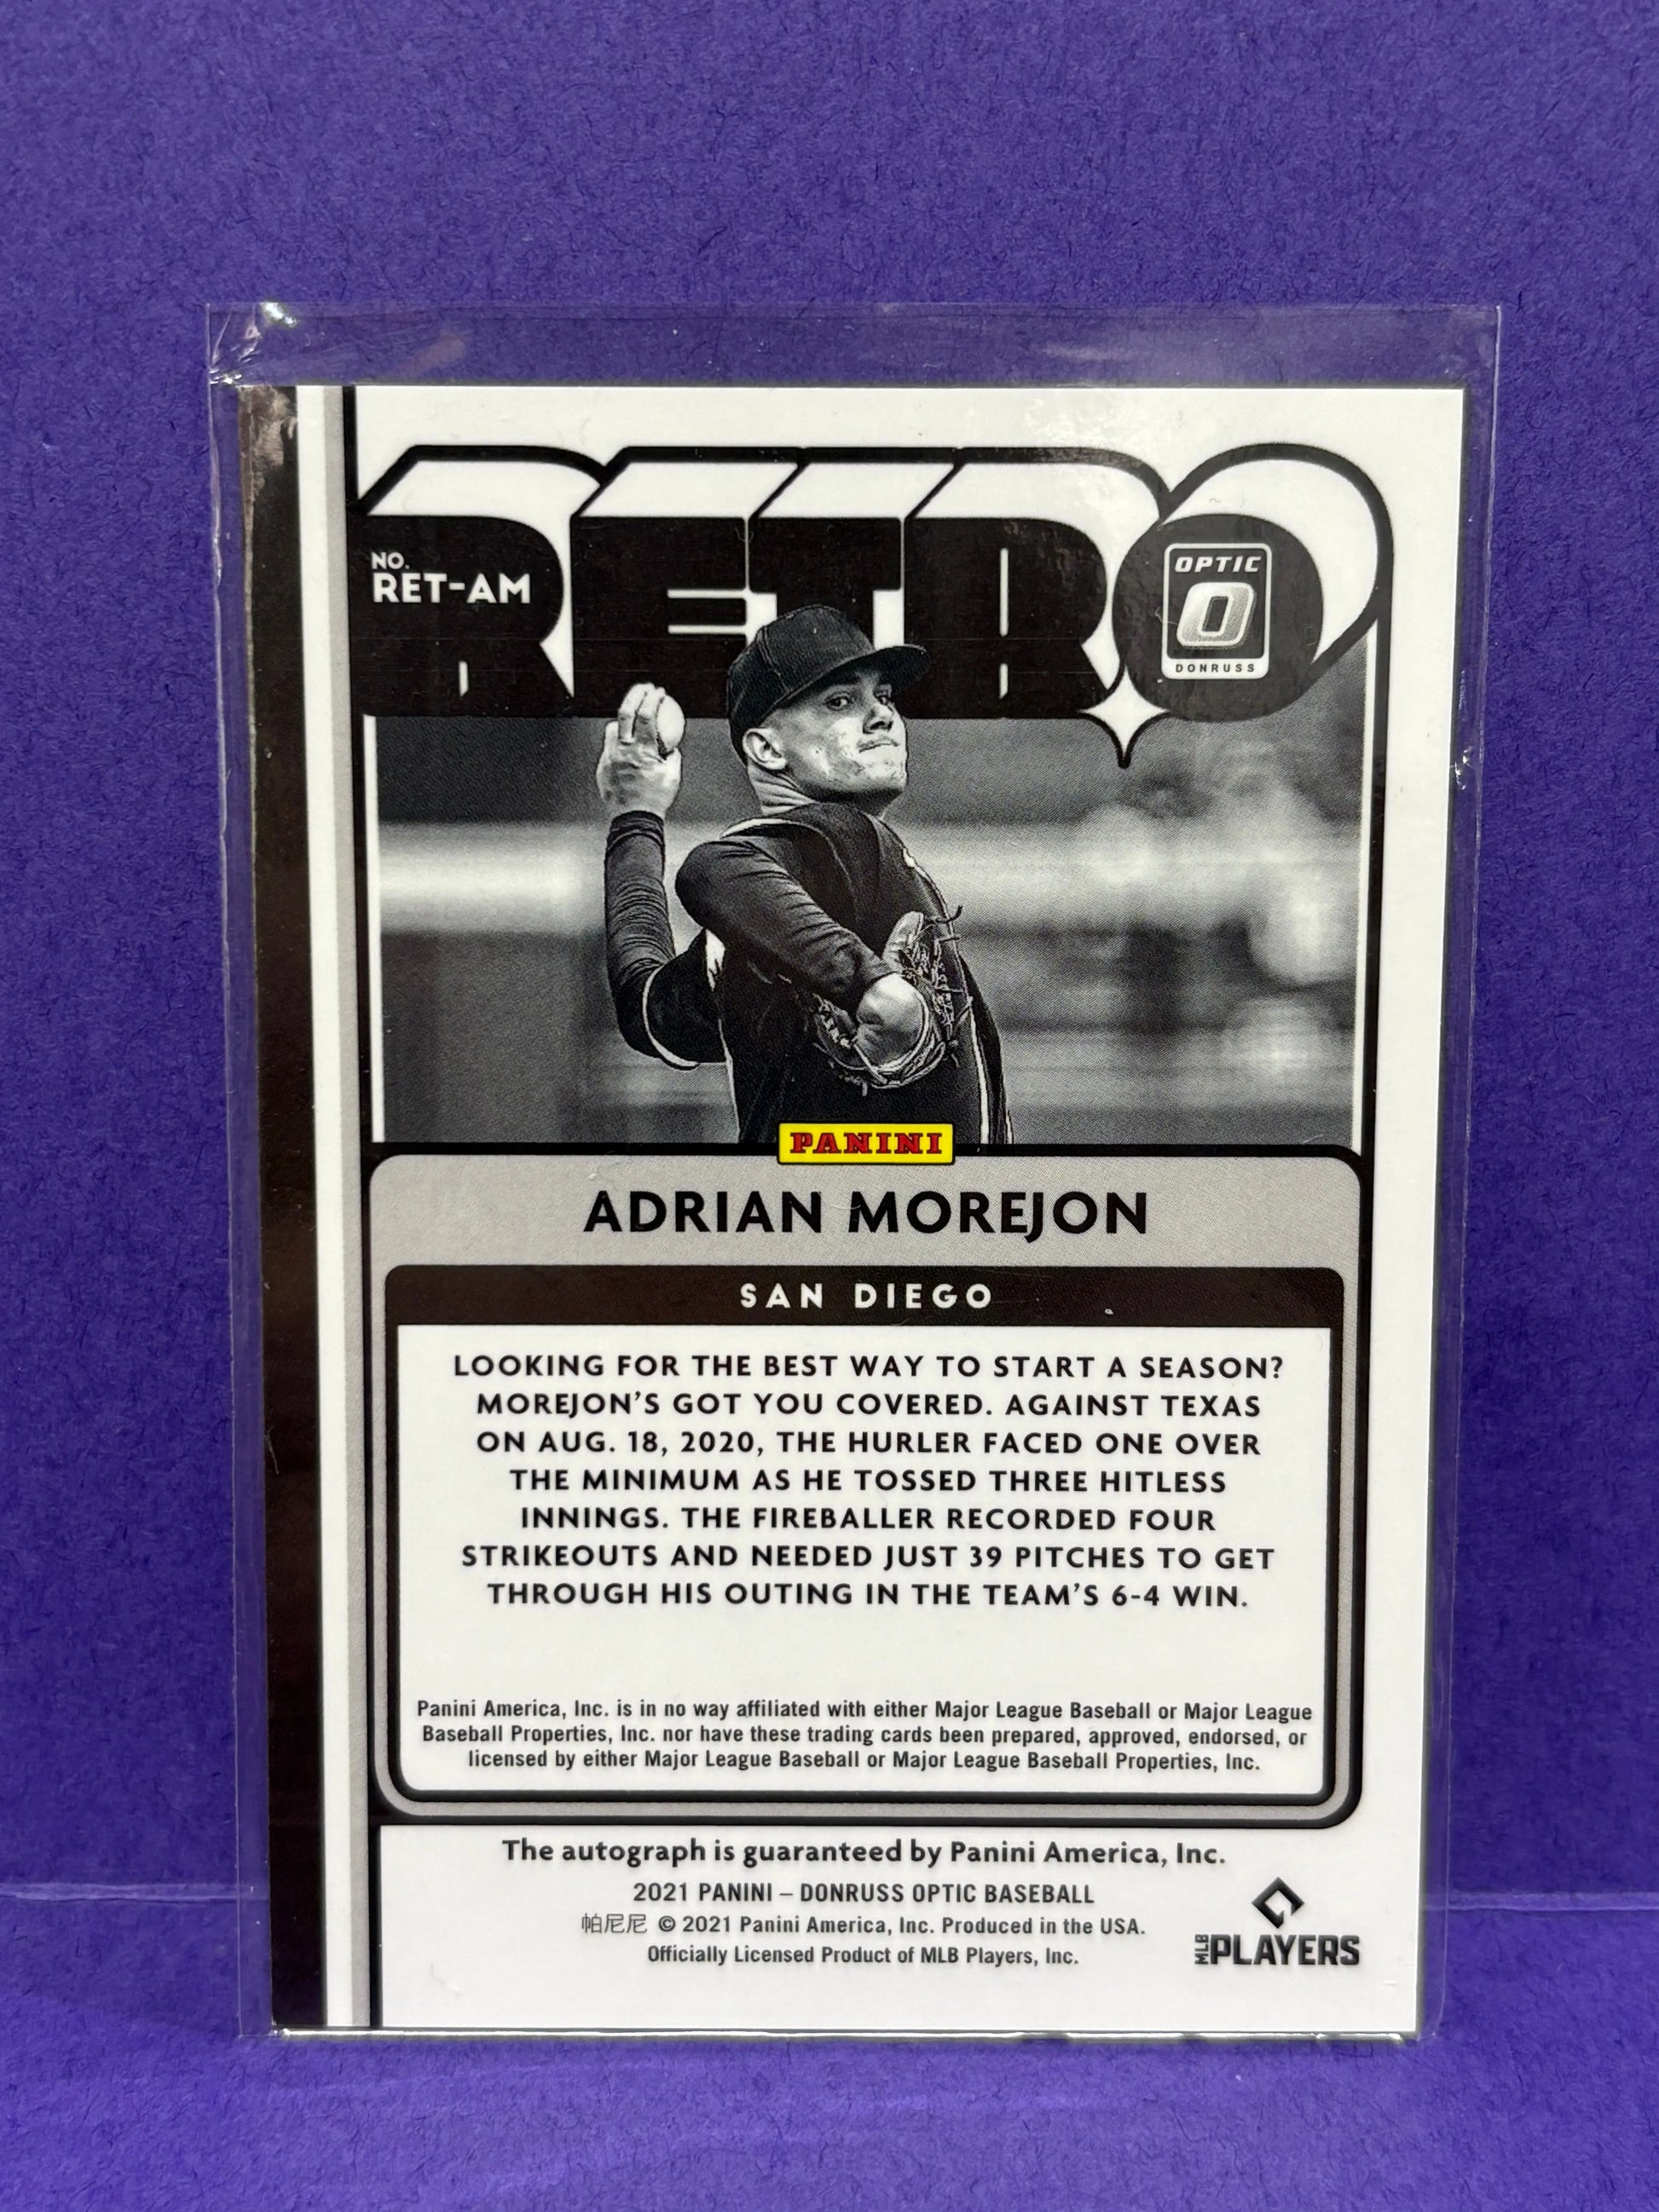 RETRO
NO.
RET-AM
OPTIC
O
DONRUSS
PANINI
ADRIAN MOREJON
SAN DIEGO
LOOKING FOR THE BEST WAY TO START A SEASON?
MOREJON'S GOT YOU COVERED. AGAINST TEXAS
ON AUG. 18, 2020, THE HURLER FACED ONE OVER
THE MINIMUM AS HE TOSSED THREE HITLESS
INNINGS. THE FIREBALLER RECORDED FOUR
STRIKEOUTS AND NEEDED JUST 39 PITCHES TO GET
THROUGH HIS OUTING IN THE TEAM'S 6-4 WIN.
Panini America, Inc. is in no way affiliated with either Major League Baseball or Major League
Baseball Properties, Inc. nor have these trading cards been prepared, approved, endorsed, or
licensed by either Major League Baseball or Major League Baseball Properties, Inc.
The autograph is guaranteed by Panini America, Inc.
2021 PANINI – DONRUSS OPTIC BASEBALL
帕尼尼 © 2021 Panini America, Inc. Produced in the USA.
Officially Licensed Product of MLB Players, Inc.
MLB PLAYERS